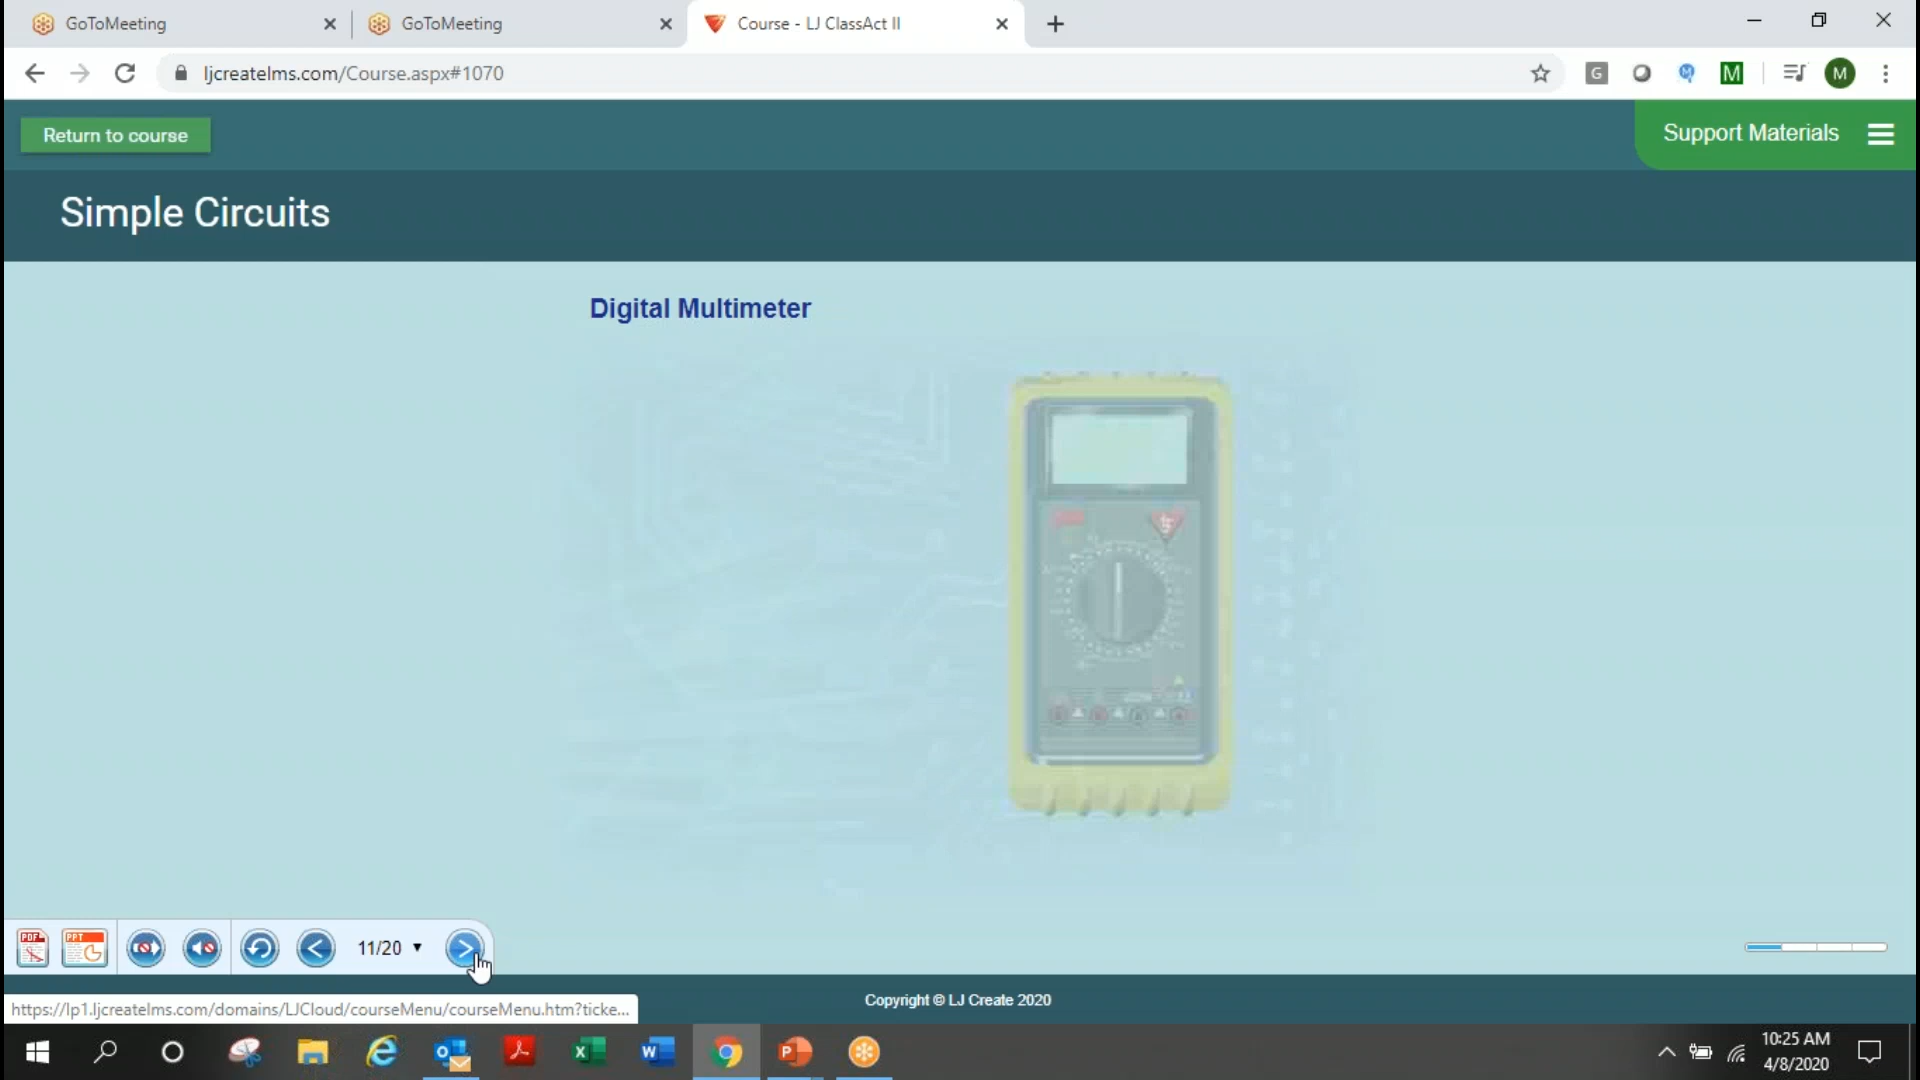 GoToMeeting
GoToMeeting
Course - LJ ClassAct II
ljcreatelms.com/Course.aspx#1070
G
M
M
Return to course
Support Materials
Simple Circuits
Digital Multimeter
PDF
PPT
11/20
Copyright © LJ Create 2020
https://lp1.ljcreatelms.com/domains/LJCloud/courseMenu/courseMenu.htm?ticke...
10:25 AM
4/8/2020